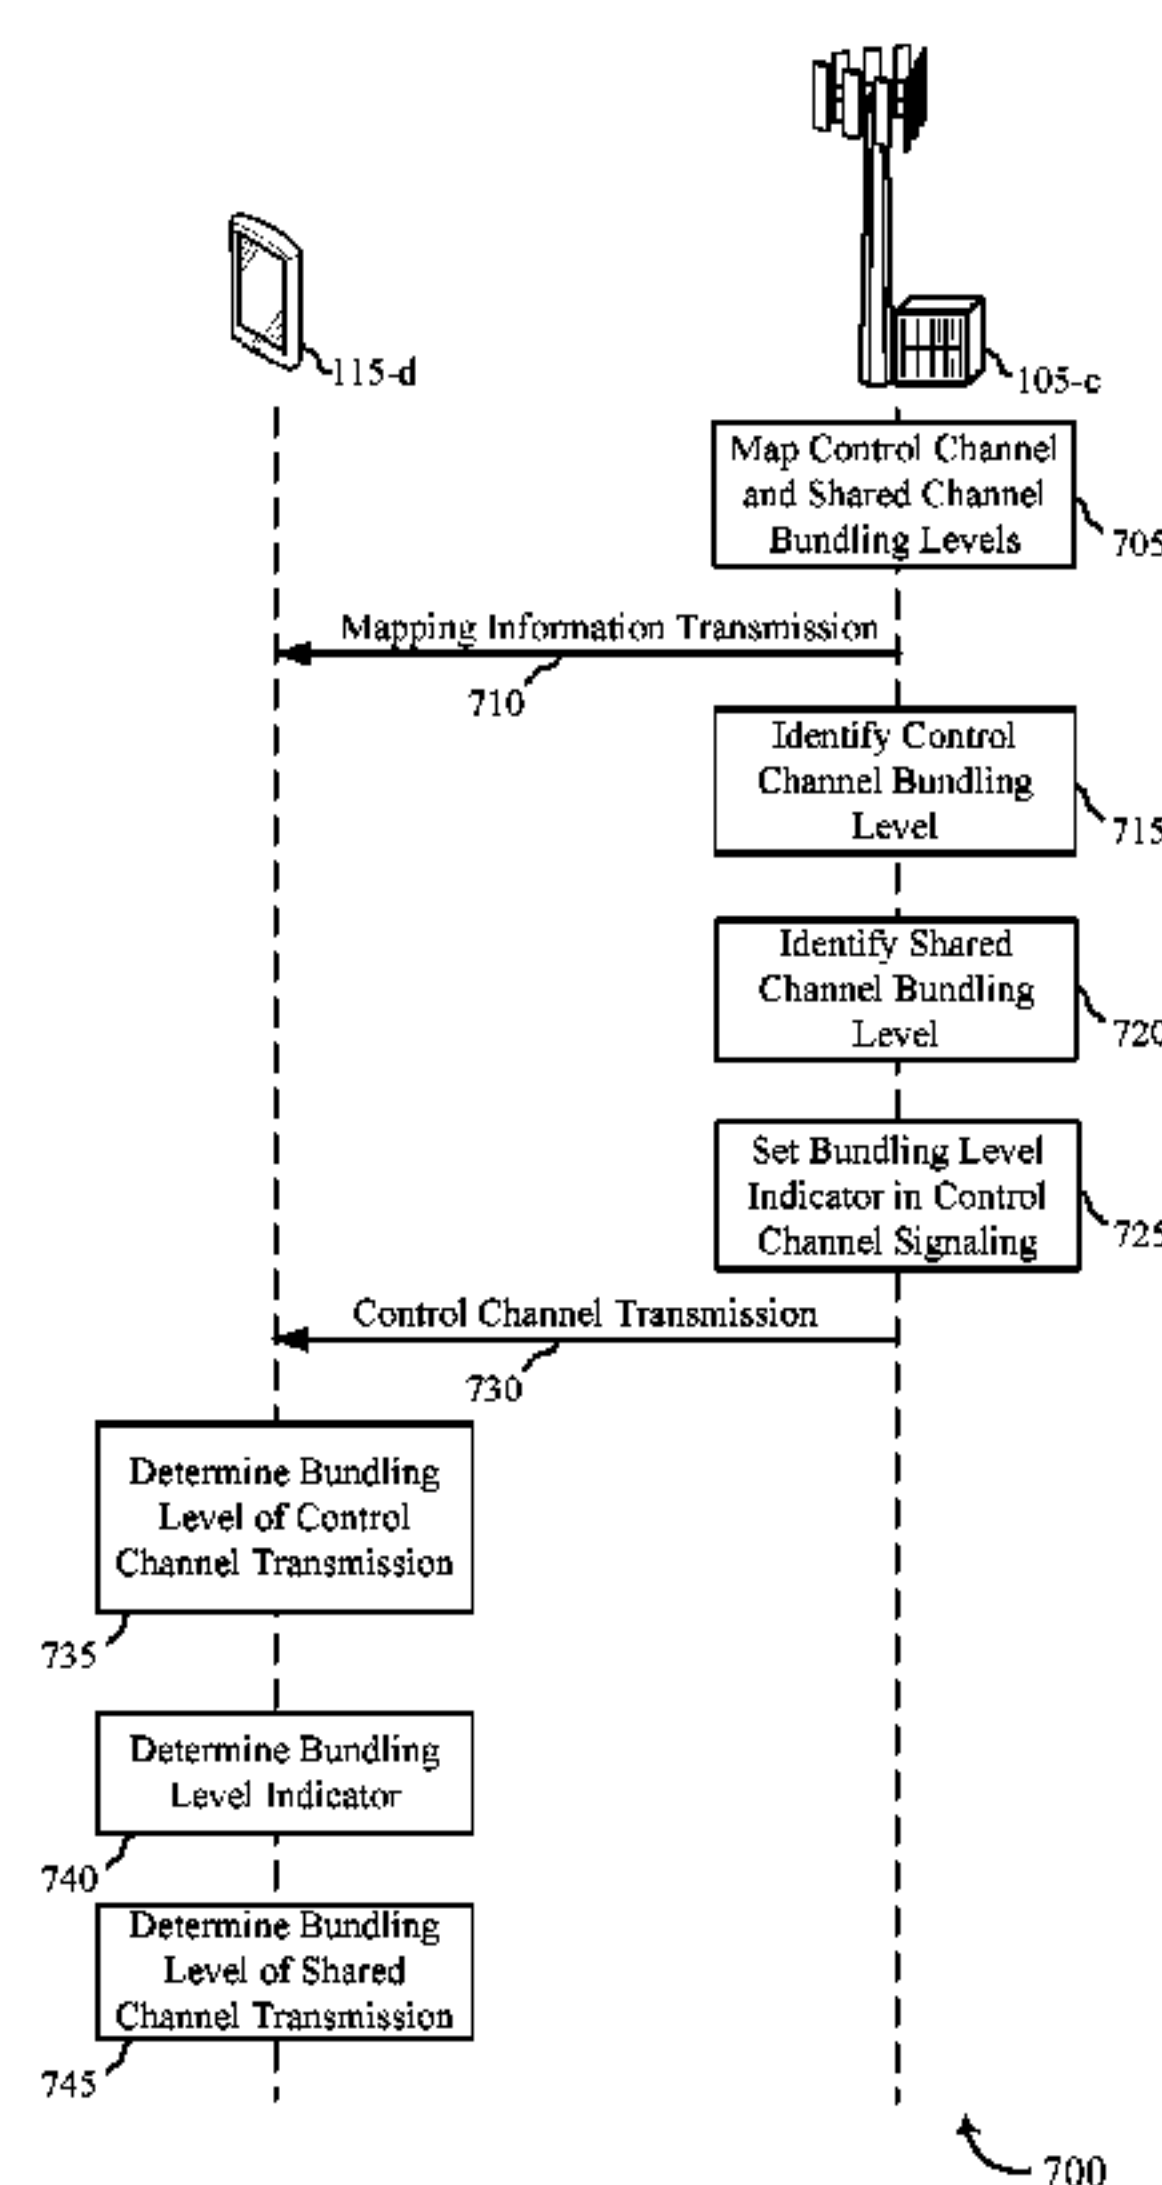 115-d
105-c
Map Control Channel
and Shared Channel
Bundling Levels
705
Mapping Information Transmission
710
Identify Control
Channel Bundling
Level
715
Identify Shared
Channel Bundling
Level
720
Set Bundling Level
Indicator in Control
Channel Signaling
725
Control Channel Transmission
730
Determine Bundling
Level of Control
Channel Transmission
735
Determine Bundling
Level Indicator
740
Determine Bundling
Level of Shared
Channel Transmission
745
700